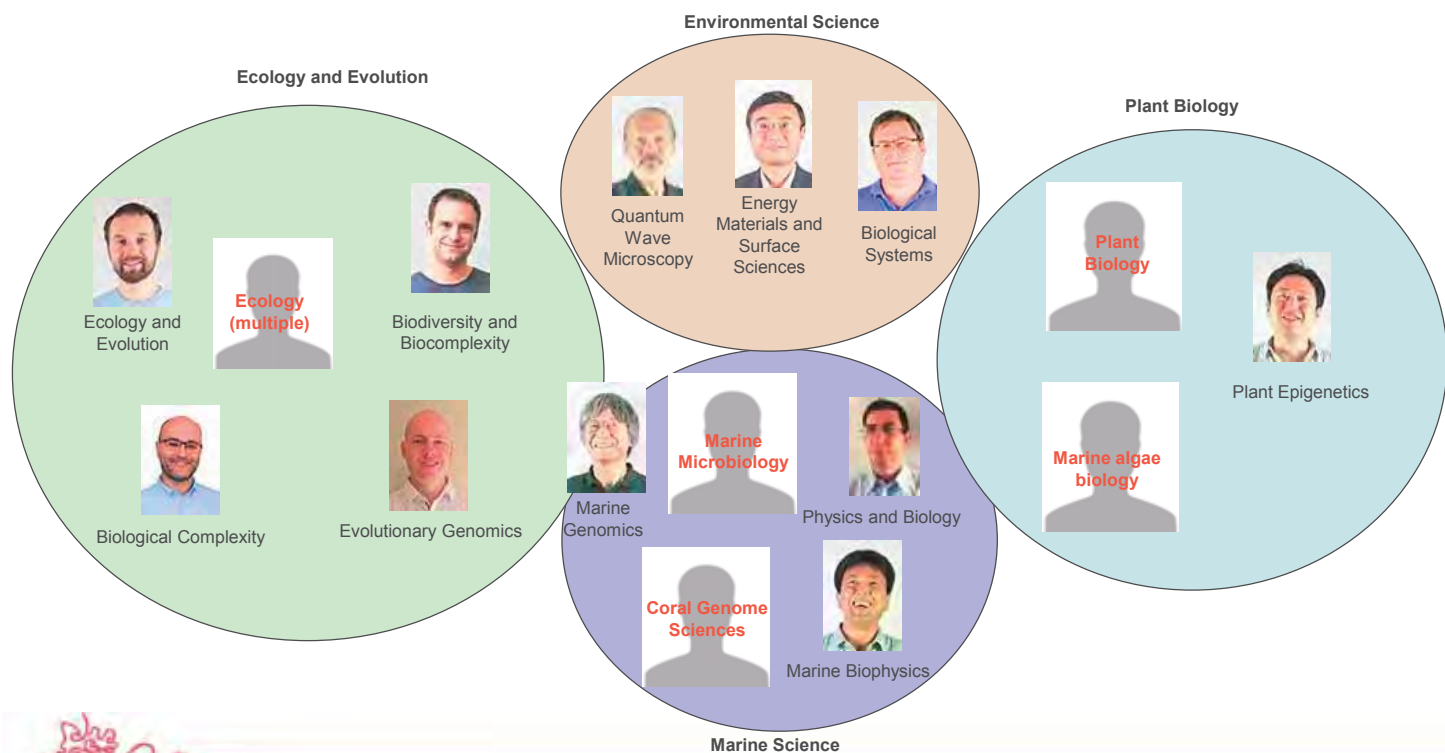 Environmental Science
Ecology and Evolution
Plant Biology
Quantum
Wave
Microscopy
Energy
Materials and
Surface
Sciences
Biological
Systems
Ecology and
Evolution
Ecology
(multiple)
Biodiversity and
Biocomplexity
Biological Complexity
Evolutionary Genomics
Plant
Biology
Plant Epigenetics
Marine algae
biology
Marine
Genomics
Marine
Microbiology
Physics and Biology
Coral Genome
Sciences
Marine Biophysics
Marine Science